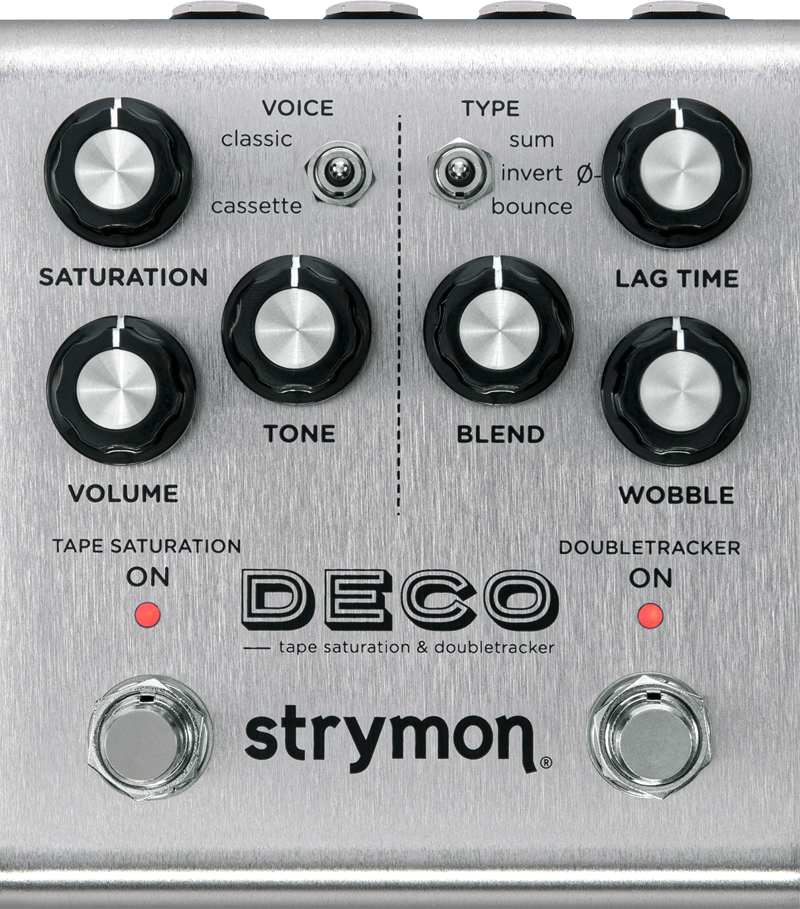 VOICE
classic
cassette
TYPE
sum
invert Ø
bounce
SATURATION
LAG TIME
TONE
BLEND
VOLUME
WOBBLE
TAPE SATURATION
ON
DOUBLETRACKER
ON
DECO
tape saturation & doubletracker
strymon®